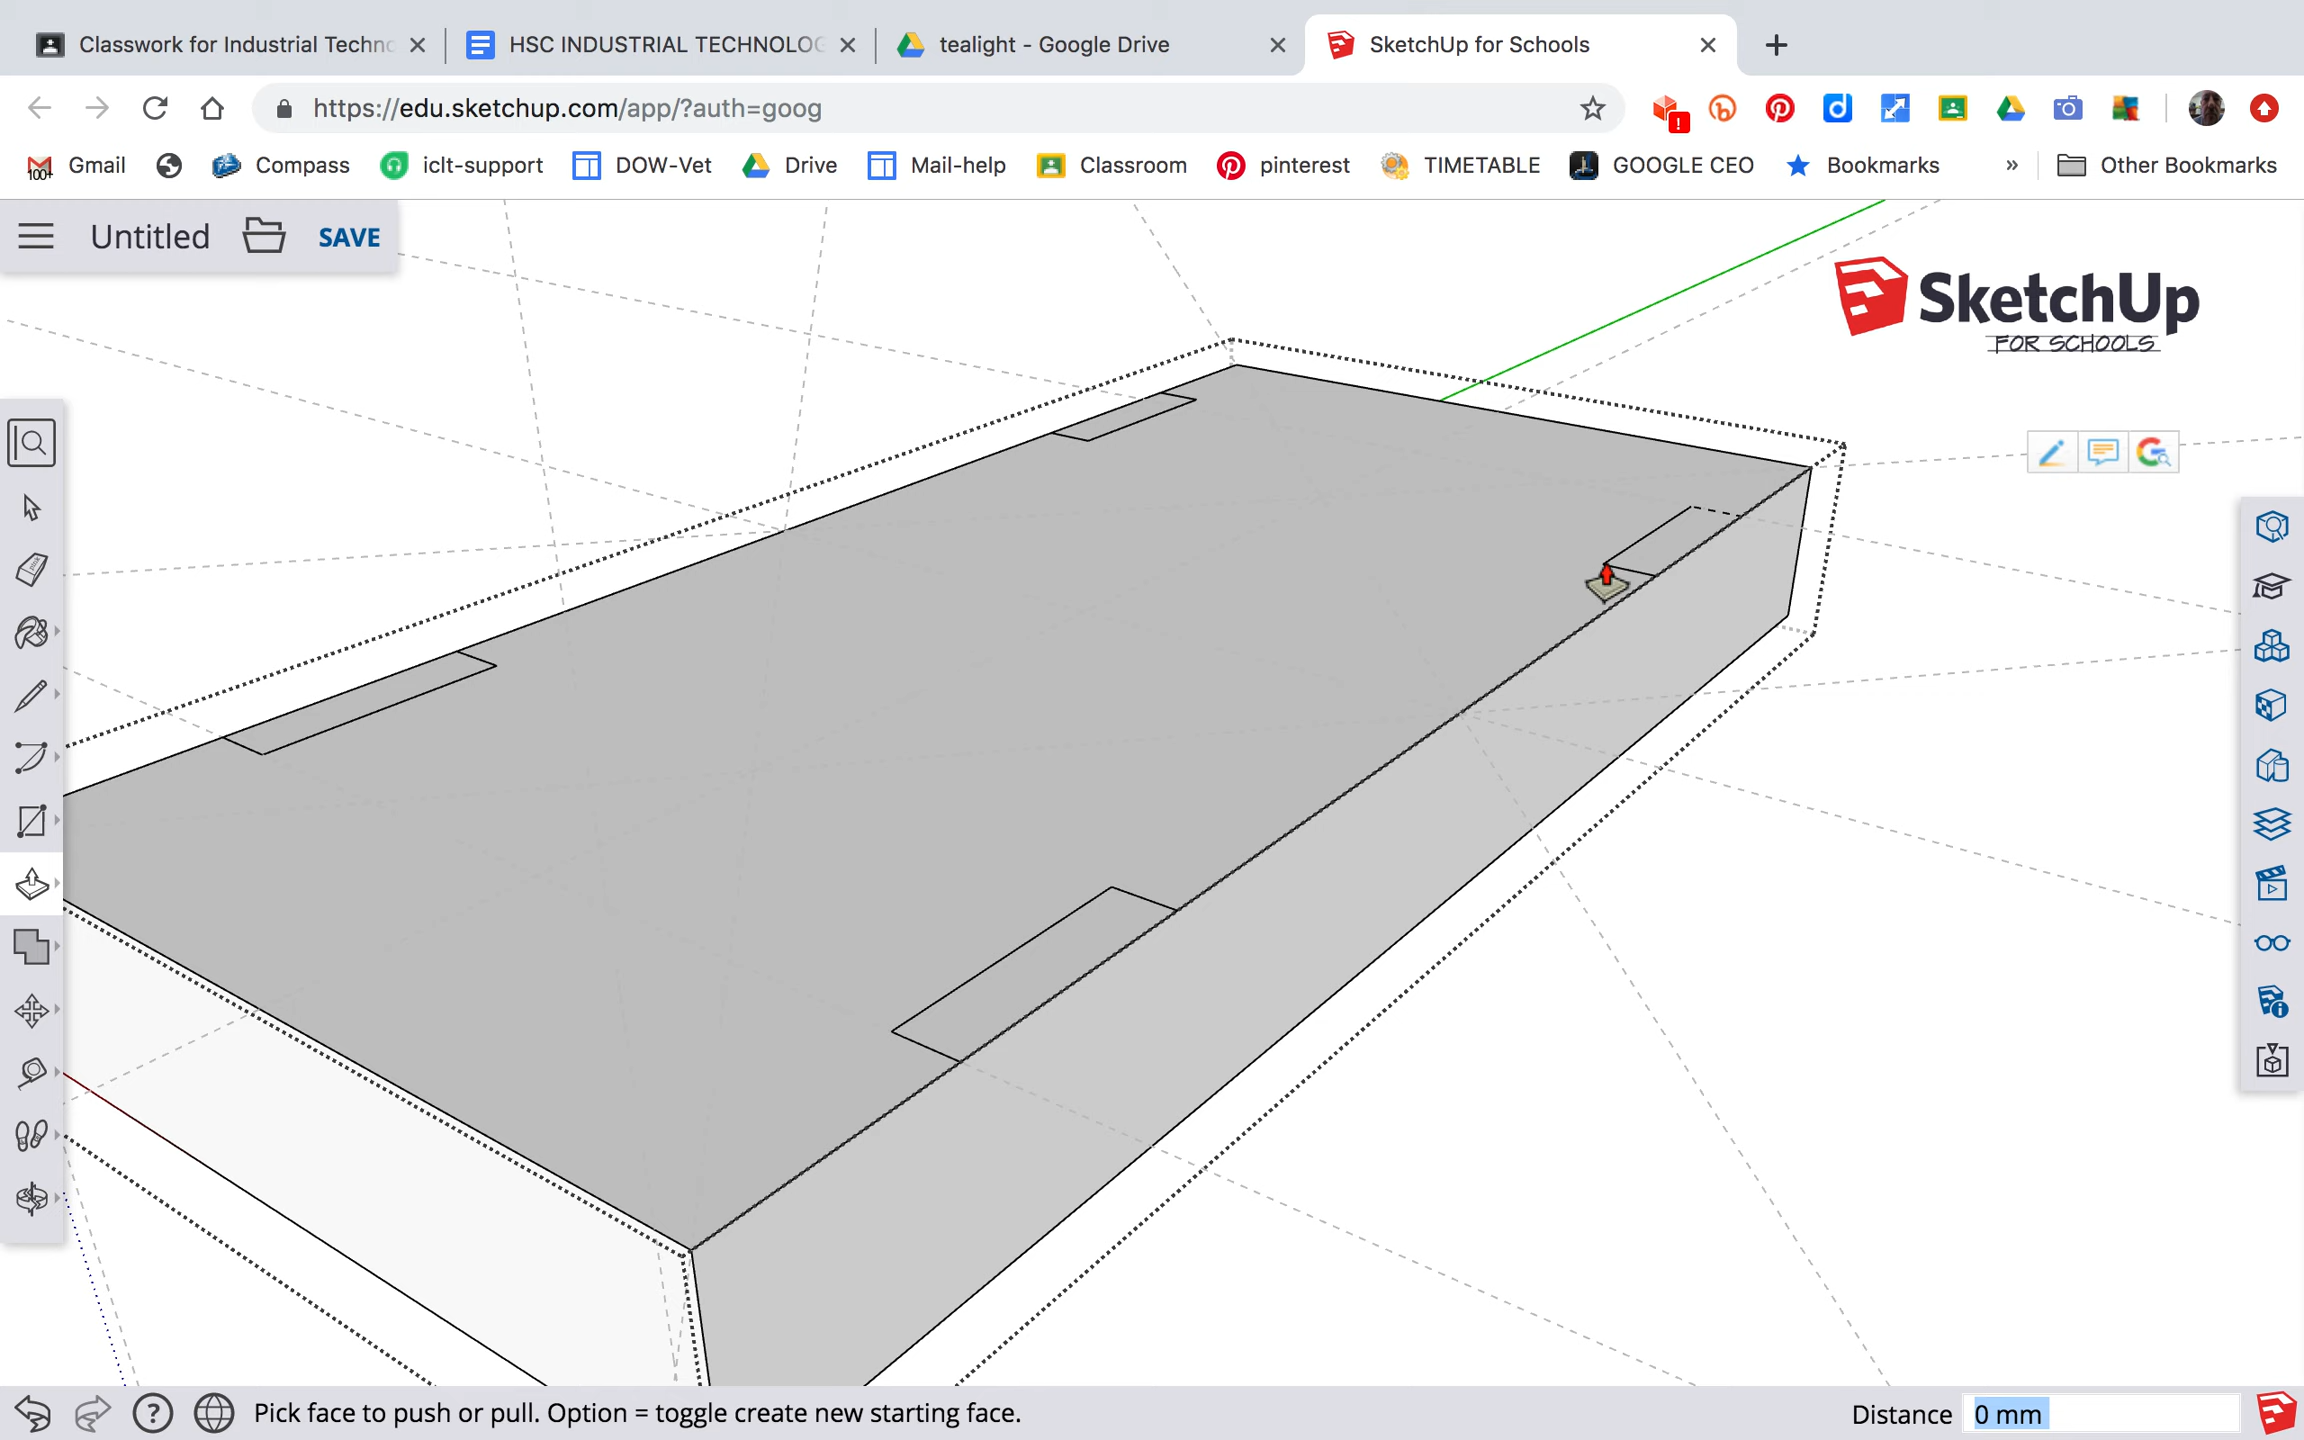 Classwork for Industrial Techno
HSC INDUSTRIAL TECHNOLOG
tealight - Google Drive
SketchUp for Schools
https://edu.sketchup.com/app/?auth=goog
Gmail
100+
Compass
iclt-support
DOW-Vet
Drive
Mail-help
Classroom
pinterest
TIMETABLE
GOOGLE CEO
Bookmarks
»
Other Bookmarks
Untitled
SAVE
SketchUp
FOR SCHOOLS
Pick face to push or pull. Option = toggle create new starting face.
Distance
0 mm